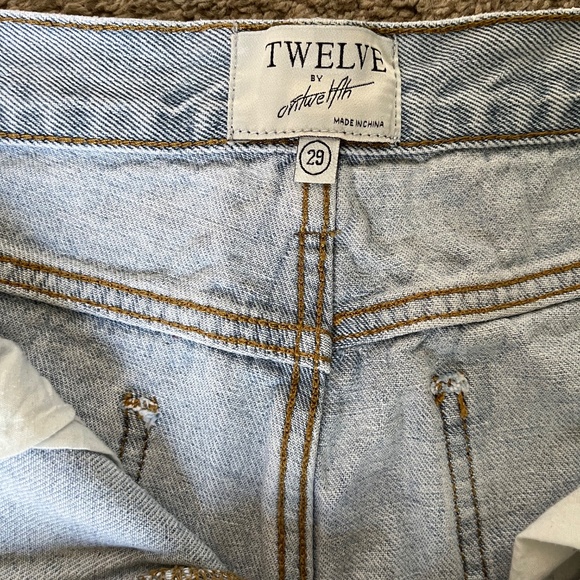 TWELVE
BY
ontwelfth
MADE IN CHINA
29